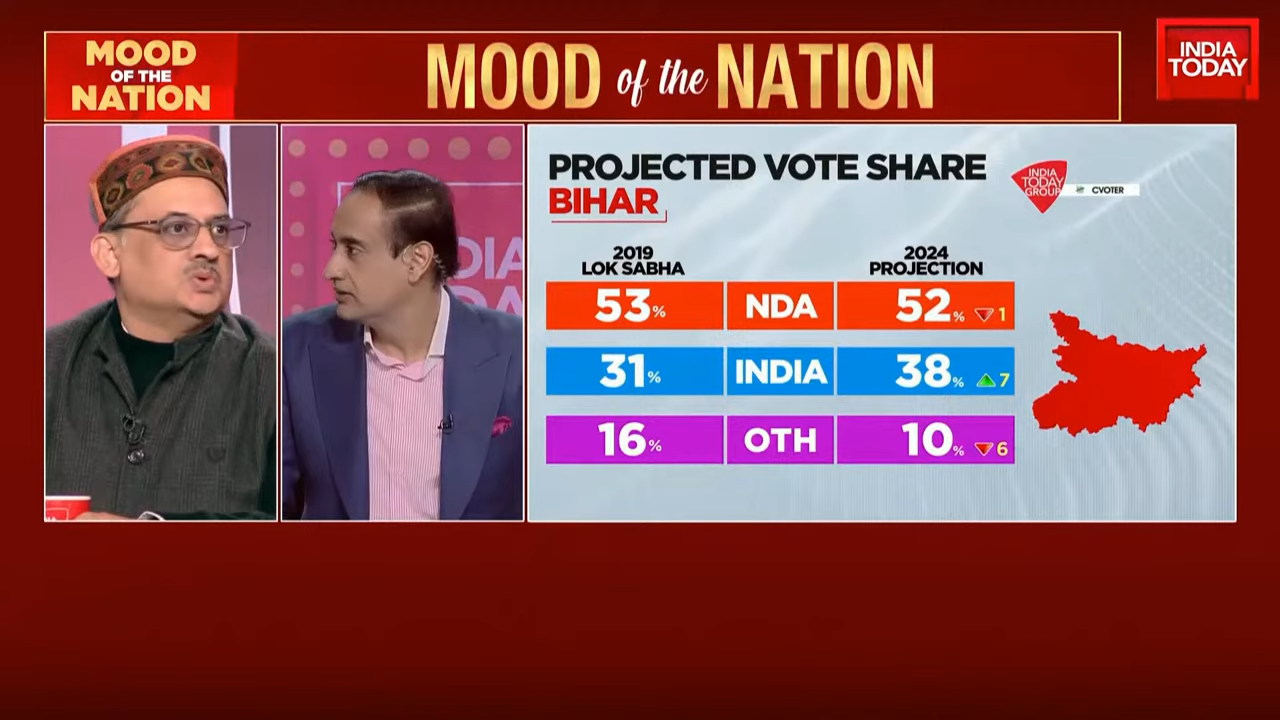 MOOD
OF THE
NATION
MOOD of the NATION
INDIA
TODAY
PROJECTED VOTE SHARE
BIHAR
INDIA
TODAY
GROUP
CVOTER
2019
LOK SABHA
2024
PROJECTION
53% NDA 52% 1
31% INDIA 38% 7
16% OTH 10% 6